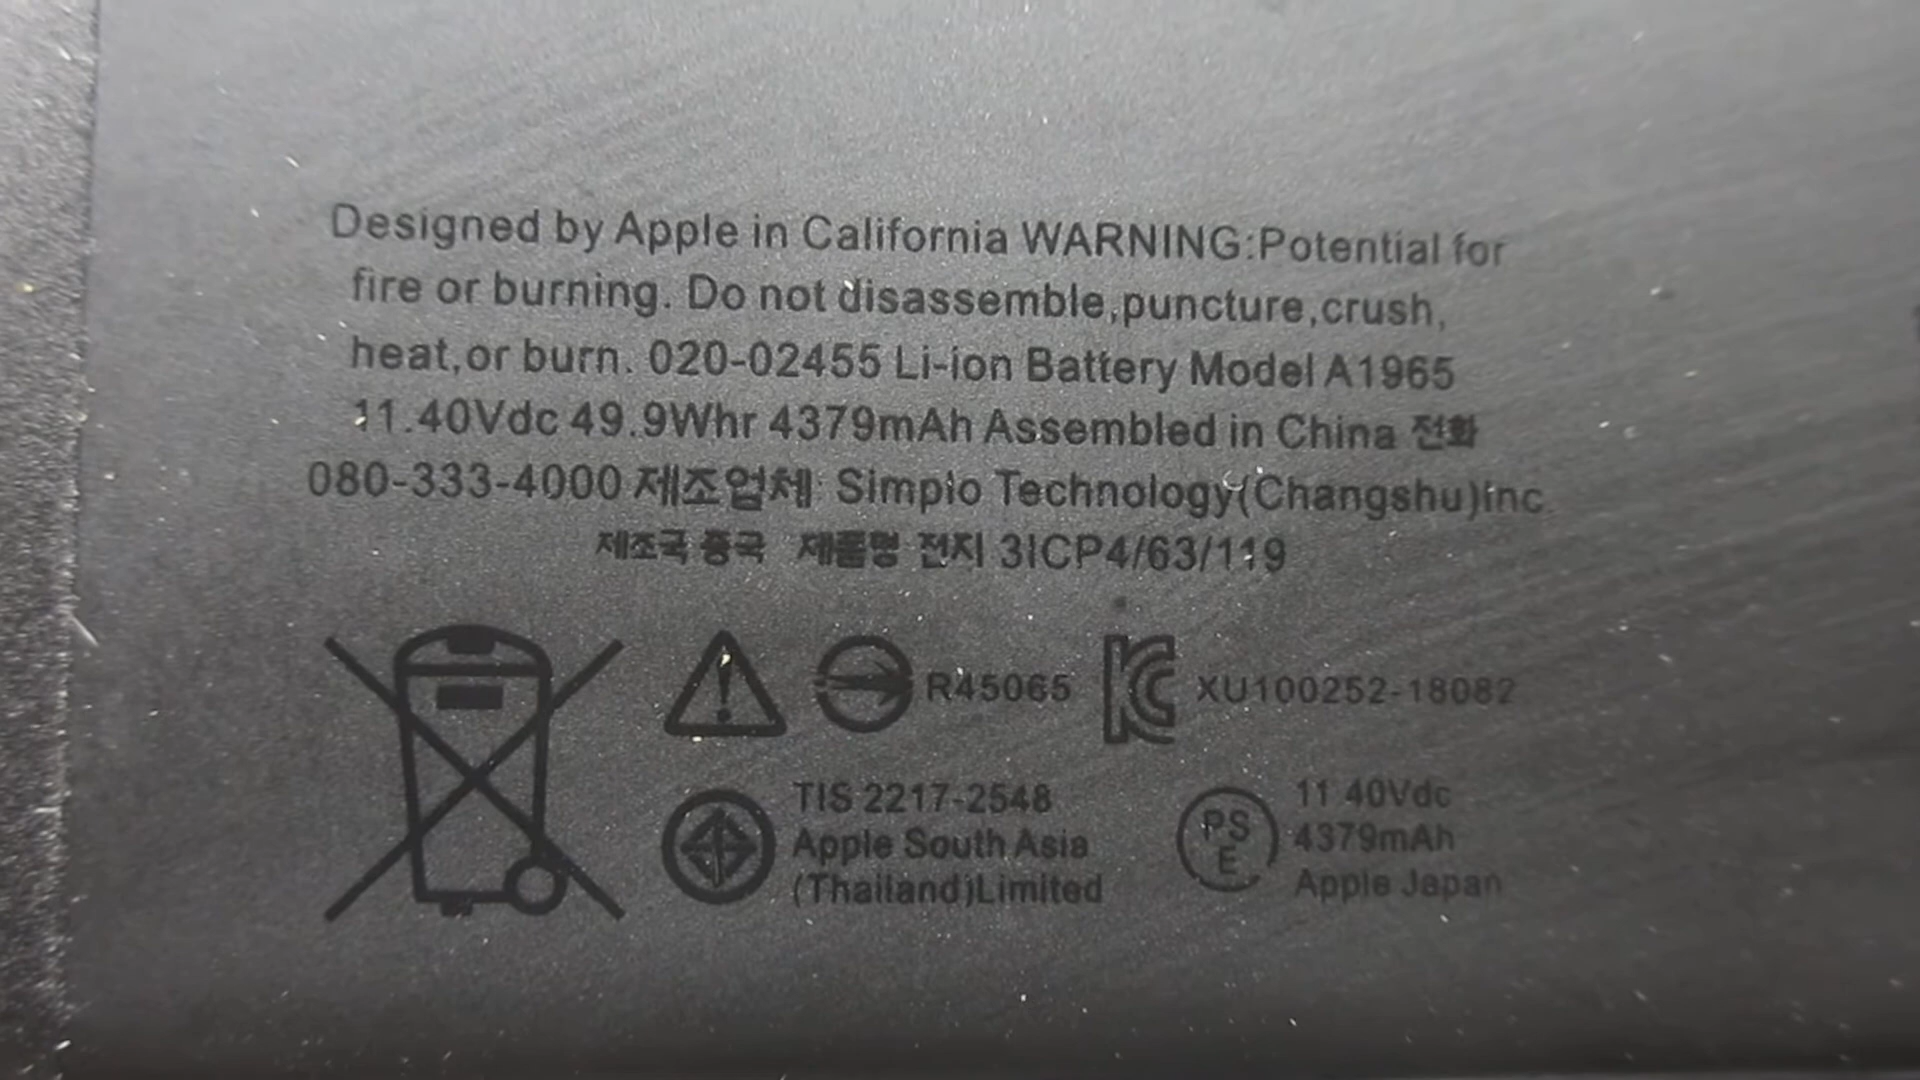 Designed by Apple in California WARNING:Potential for
fire or burning. Do not disassemble,puncture,crush,
heat,or burn. 020-02455 Li-ion Battery Model A1965
11.40Vdc 49.9Whr 4379mAh Assembled in China 전화
080-333-4000 제조업체: Simplo Technology(Changshu)Inc.
제조국 중국 제품명 전지 3ICP4/63/119
R45065
XU100252-18082
TIS 2217-2548
Apple South Asia
(Thailand)Limited
PS
E
11.40Vdc
4379mAh
Apple Japan